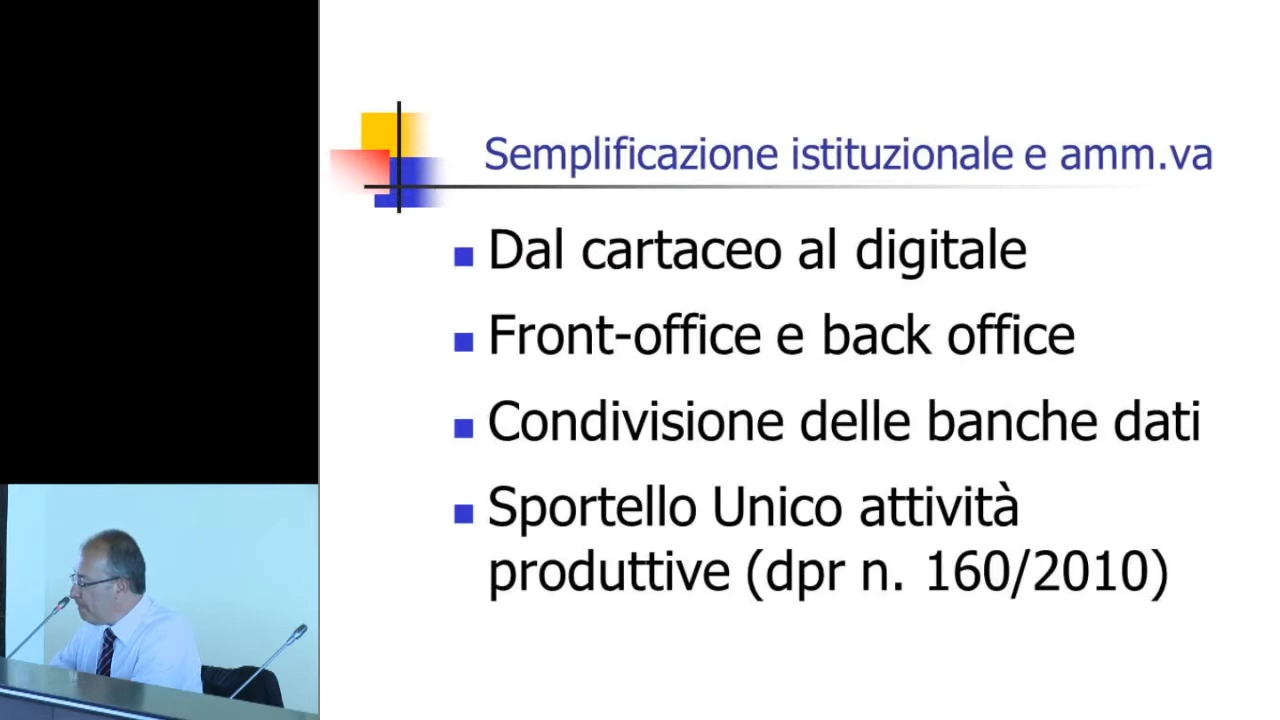 Semplificazione istituzionale e amm.va
Dal cartaceo al digitale
Front-office e back office
Condivisione delle banche dati
Sportello Unico attività
produttive (dpr n. 160/2010)